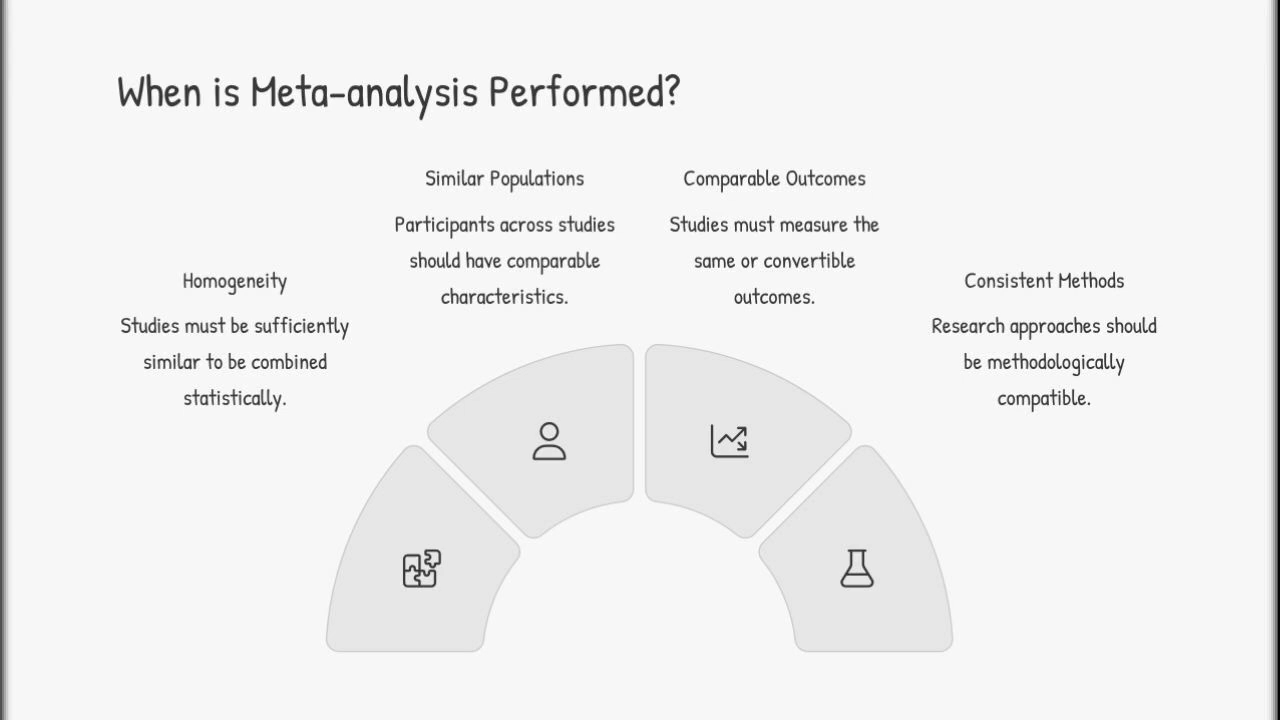 When is Meta-analysis Performed?
Homogeneity
Studies must be sufficiently
similar to be combined
statistically.
Similar Populations
Participants across studies
should have comparable
characteristics.
Comparable Outcomes
Studies must measure the
same or convertible
outcomes.
Consistent Methods
Research approaches should
be methodologically
compatible.